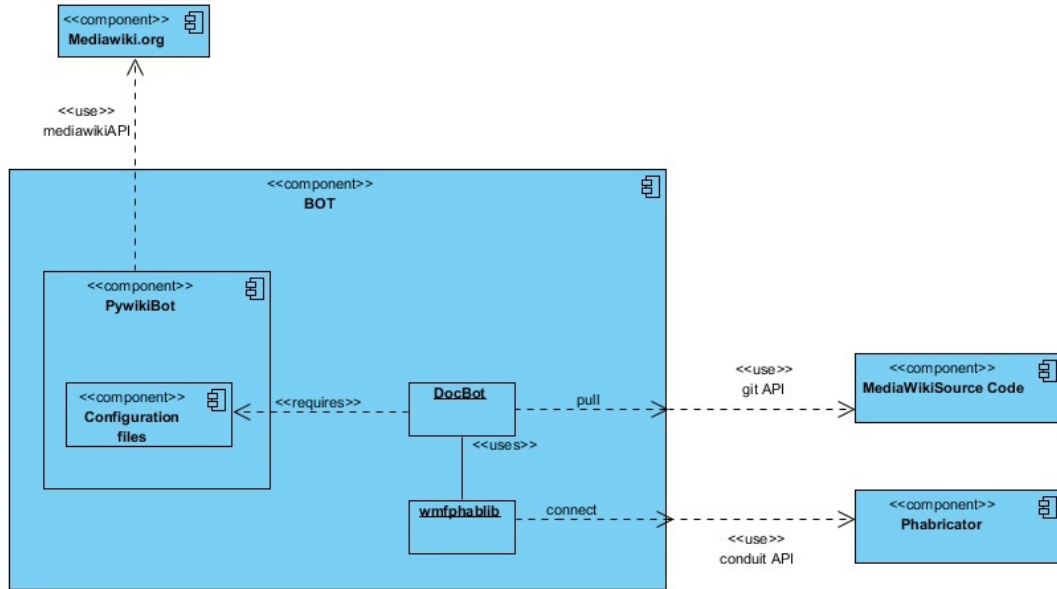 <<component>>
Mediawiki.org
<<use>>
mediawikiAPI
<<component>>
BOT
<<component>>
PywikiBot
<<component>>
Configuration
files
<<requires>>
DocBot
pull
<<uses>>
wmfphablib
connect
<<use>>
git API
<<component>>
MediaWikiSource Code
<<use>>
conduit API
<<component>>
Phabricator